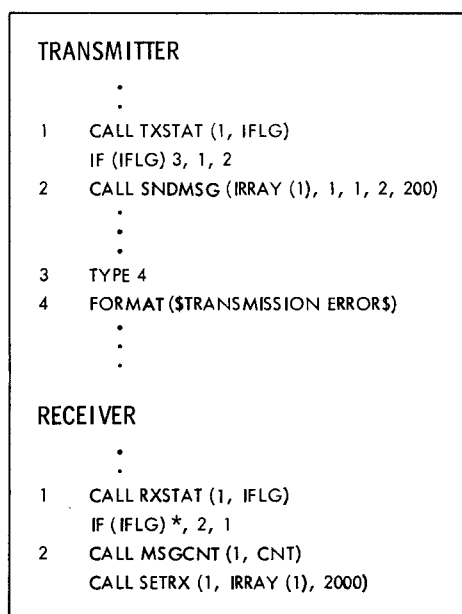 TRANSMITTER
.
.
1 CALL TXSTAT (1, IFLG)
IF (IFLG) 3, 1, 2
2 CALL SNDMSG (IRRAY (1), 1, 1, 2, 200)
.
.
.
3 TYPE 4
4 FORMAT ($TRANSMISSION ERROR$)
.
.
.
RECEIVER
.
.
1 CALL RXSTAT (1, IFLG)
IF (IFLG) *, 2, 1
2 CALL MSGCNT (1, CNT)
CALL SETRX (1, IRRAY (1), 2000)